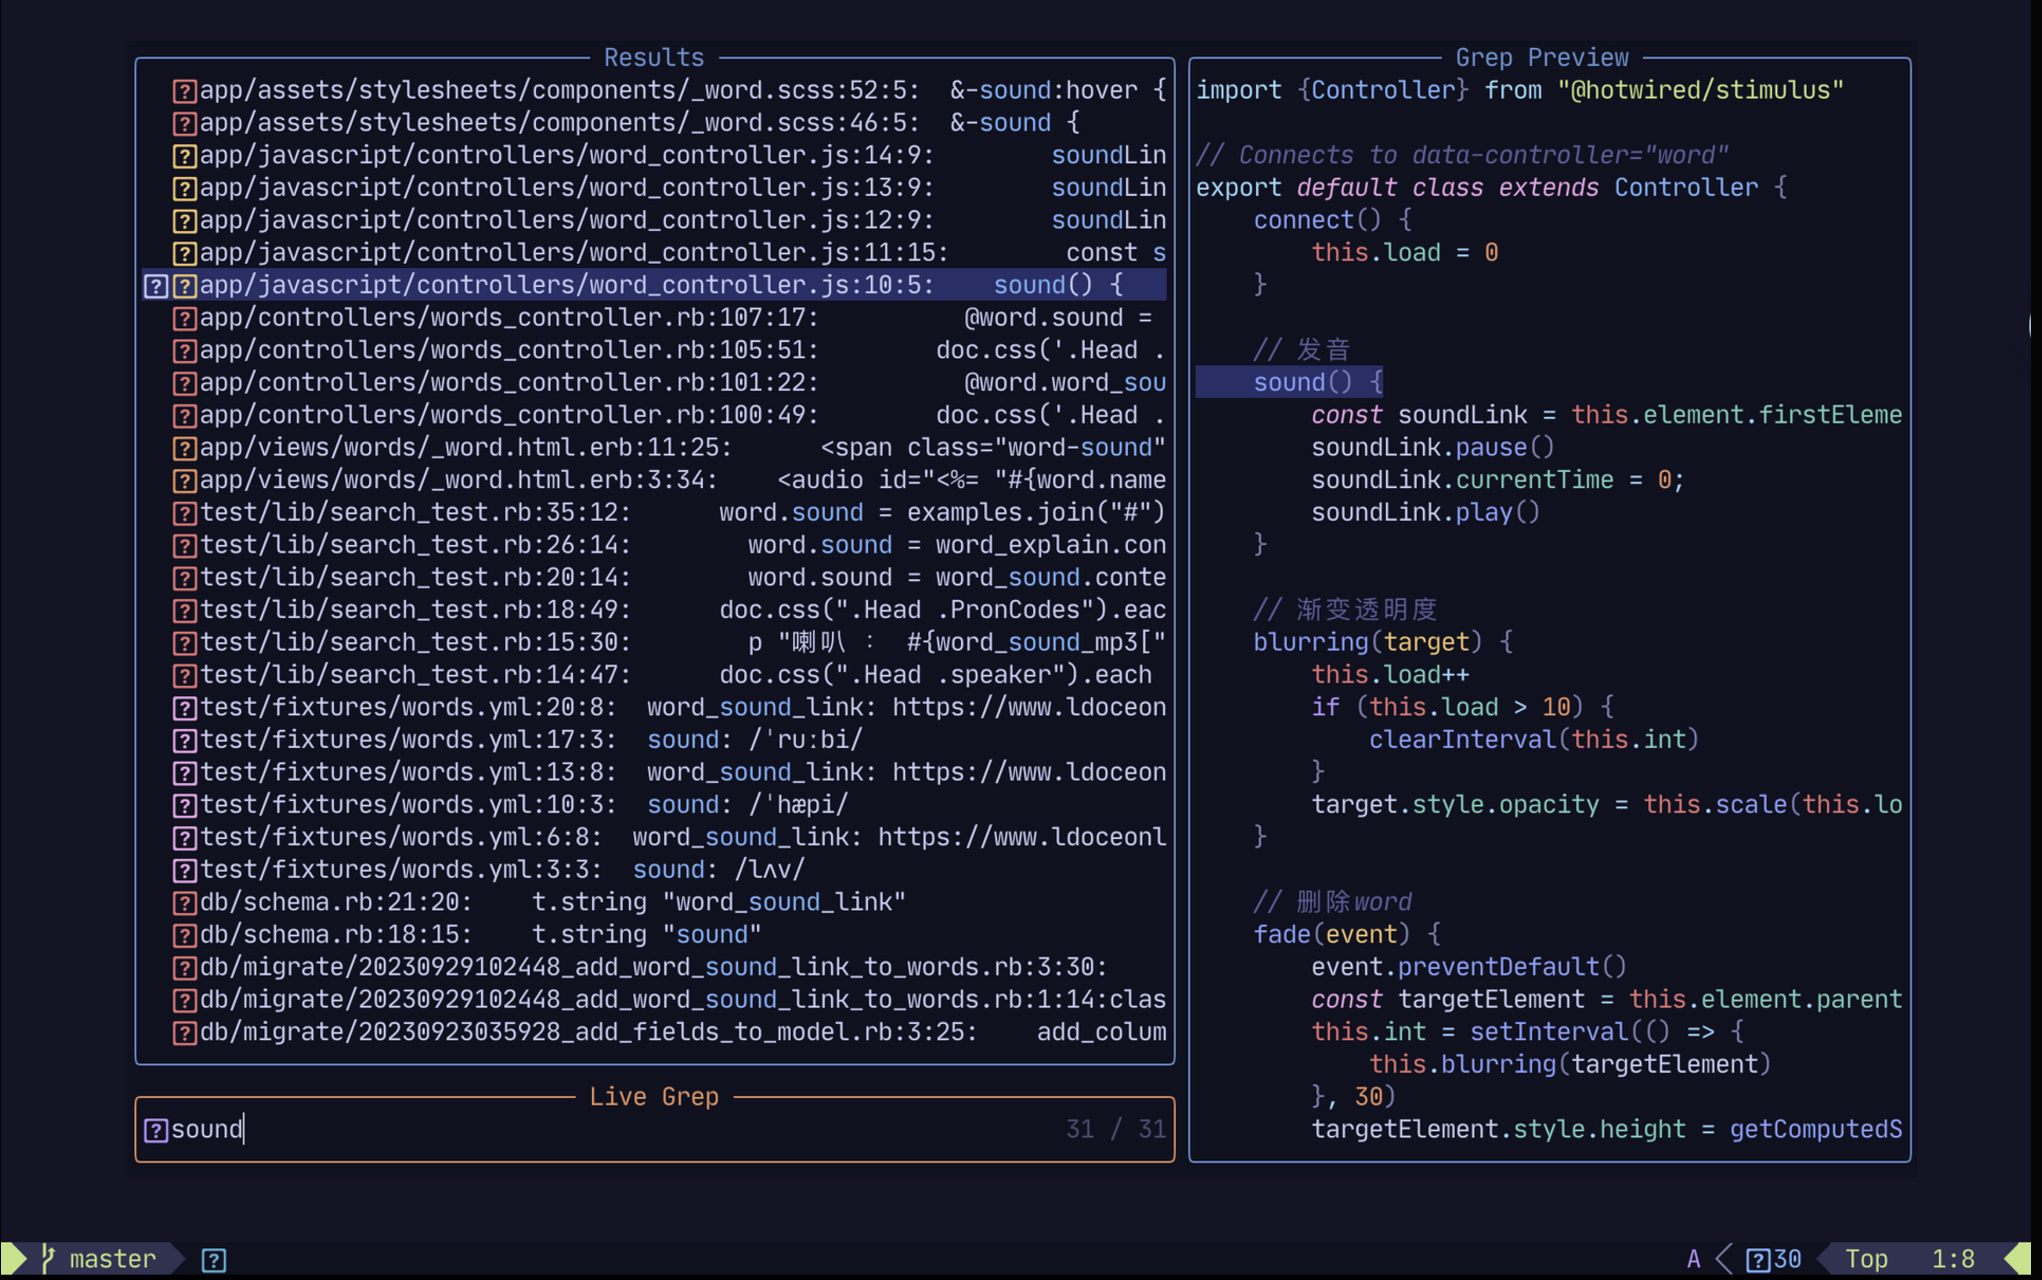 Results
app/assets/stylesheets/components/_word.scss:52:5:  &-sound:hover {
app/assets/stylesheets/components/_word.scss:46:5:  &-sound {
app/javascript/controllers/word_controller.js:14:9:        soundLin
app/javascript/controllers/word_controller.js:13:9:        soundLin
app/javascript/controllers/word_controller.js:12:9:        soundLin
app/javascript/controllers/word_controller.js:11:15:        const s
app/javascript/controllers/word_controller.js:10:5:    sound() {
app/controllers/words_controller.rb:107:17:          @word.sound =
app/controllers/words_controller.rb:105:51:        doc.css('.Head .
app/controllers/words_controller.rb:101:22:          @word.word_sou
app/controllers/words_controller.rb:100:49:        doc.css('.Head .
app/views/words/_word.html.erb:11:25:      <span class="word-sound"
app/views/words/_word.html.erb:3:34:    <audio id="<%= "#{word.name
test/lib/search_test.rb:35:12:      word.sound = examples.join("#")
test/lib/search_test.rb:26:14:        word.sound = word_explain.con
test/lib/search_test.rb:20:14:        word.sound = word_sound.conte
test/lib/search_test.rb:18:49:      doc.css(".Head .PronCodes").eac
test/lib/search_test.rb:15:30:        p "喇叭 :  #{word_sound_mp3["
test/lib/search_test.rb:14:47:      doc.css(".Head .speaker").each
test/fixtures/words.yml:20:8:  word_sound_link: https://www.ldoceon
test/fixtures/words.yml:17:3:  sound: /ˈruːbi/
test/fixtures/words.yml:13:8:  word_sound_link: https://www.ldoceon
test/fixtures/words.yml:10:3:  sound: /ˈhæpi/
test/fixtures/words.yml:6:8:  word_sound_link: https://www.ldoceonl
test/fixtures/words.yml:3:3:  sound: /lʌv/
db/schema.rb:21:20:    t.string "word_sound_link"
db/schema.rb:18:15:    t.string "sound"
db/migrate/20230929102448_add_word_sound_link_to_words.rb:3:30:
db/migrate/20230929102448_add_word_sound_link_to_words.rb:1:14:clas
db/migrate/20230923035928_add_fields_to_model.rb:3:25:    add_colum
Live Grep
sound
31 / 31
Grep Preview
import {Controller} from "@hotwired/stimulus"
// Connects to data-controller="word"
export default class extends Controller {
    connect() {
        this.load = 0
    }
    // 发音
    sound() {
        const soundLink = this.element.firstEleme
        soundLink.pause()
        soundLink.currentTime = 0;
        soundLink.play()
    }
    // 渐变透明度
    blurring(target) {
        this.load++
        if (this.load > 10) {
            clearInterval(this.int)
        }
        target.style.opacity = this.scale(this.lo
    }
    // 删除word
    fade(event) {
        event.preventDefault()
        const targetElement = this.element.parent
        this.int = setInterval(() => {
            this.blurring(targetElement)
        }, 30)
        targetElement.style.height = getComputedS
master
A
30
Top
1:8